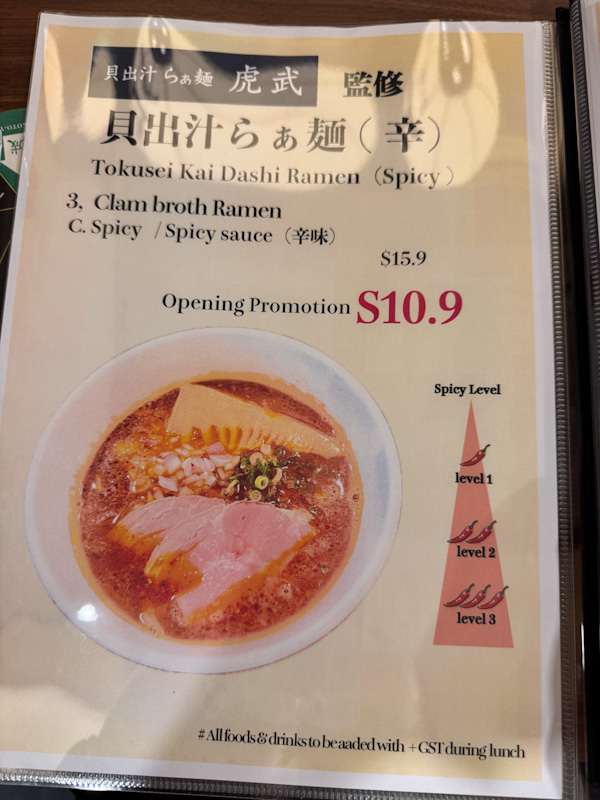 貝出汁らぁ麺 虎武 監修
貝出汁らぁ麺(辛)
Tokusei Kai Dashi Ramen (Spicy)
3, Clam broth Ramen
C. Spicy / Spicy sauce (辛味)
$15.9
Opening Promotion $10.9
Spicy Level
level 1
level 2
level 3
# All foods & drinks to be aaded with + GST during lunch